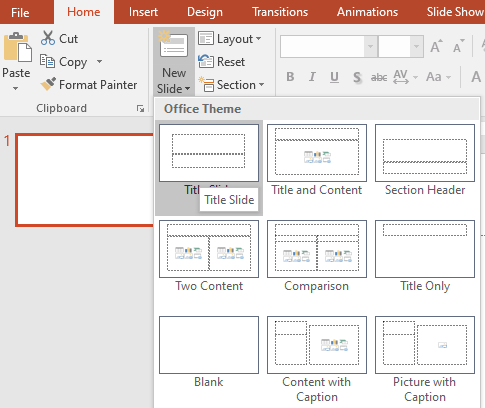 File Home Insert Design Transitions Animations Slide Show
Cut
Copy
Format Painter
Paste
Clipboard
New
Slide
Layout
Reset
Section
B I U S abc AV Aa A
A A
Office Theme
1
Title Slide
Title and Content
Section Header
Title Slide
Two Content
Comparison
Title Only
Blank
Content with
Caption
Picture with
Caption